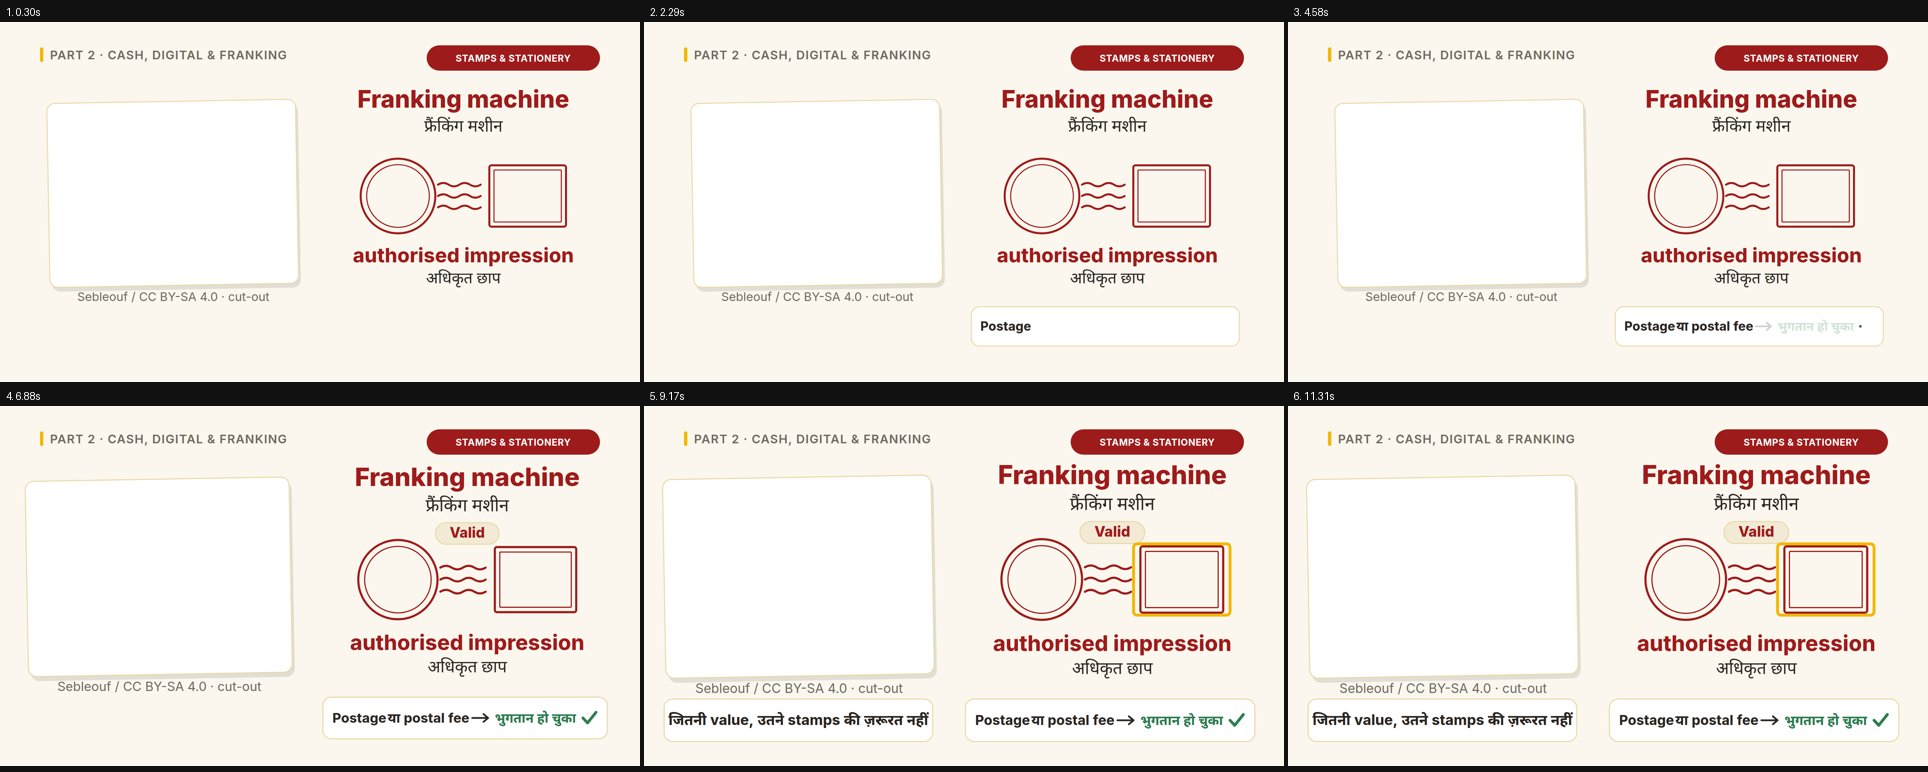 1. 0.30s
PART 2 · CASH, DIGITAL & FRANKING
STAMPS & STATIONERY
Franking machine
फ्रैंकिंग मशीन
authorised impression
अधिकृत छाप
Sebleouf / CC BY-SA 4.0 · cut-out
2. 2.29s
PART 2 · CASH, DIGITAL & FRANKING
STAMPS & STATIONERY
Franking machine
फ्रैंकिंग मशीन
authorised impression
अधिकृत छाप
Sebleouf / CC BY-SA 4.0 · cut-out
Postage
3. 4.58s
PART 2 · CASH, DIGITAL & FRANKING
STAMPS & STATIONERY
Franking machine
फ्रैंकिंग मशीन
authorised impression
अधिकृत छाप
Sebleouf / CC BY-SA 4.0 · cut-out
Postage या postal fee → भुगतान हो चुका
4. 6.88s
PART 2 · CASH, DIGITAL & FRANKING
STAMPS & STATIONERY
Franking machine
फ्रैंकिंग मशीन
Valid
authorised impression
अधिकृत छाप
Sebleouf / CC BY-SA 4.0 · cut-out
Postage या postal fee → भुगतान हो चुका ✓
5. 9.17s
PART 2 · CASH, DIGITAL & FRANKING
STAMPS & STATIONERY
Franking machine
फ्रैंकिंग मशीन
Valid
authorised impression
अधिकृत छाप
Sebleouf / CC BY-SA 4.0 · cut-out
जितनी value, उतने stamps की ज़रूरत नहीं
Postage या postal fee → भुगतान हो चुका ✓
6. 11.31s
PART 2 · CASH, DIGITAL & FRANKING
STAMPS & STATIONERY
Franking machine
फ्रैंकिंग मशीन
Valid
authorised impression
अधिकृत छाप
Sebleouf / CC BY-SA 4.0 · cut-out
जितनी value, उतने stamps की ज़रूरत नहीं
Postage या postal fee → भुगतान हो चुका ✓